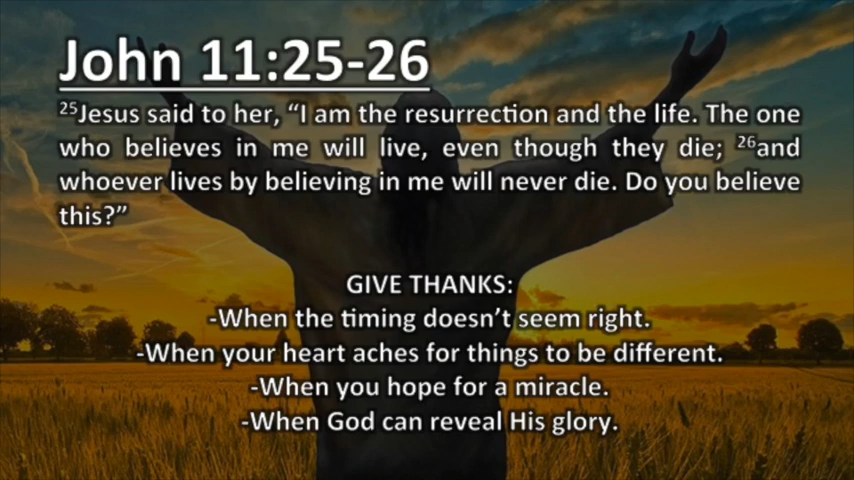 John 11:25-26
²⁵Jesus said to her, “I am the resurrection and the life. The one
who believes in me will live, even though they die; ²⁶and
whoever lives by believing in me will never die. Do you believe
this?”
GIVE THANKS:
-When the timing doesn’t seem right.
-When your heart aches for things to be different.
-When you hope for a miracle.
-When God can reveal His glory.